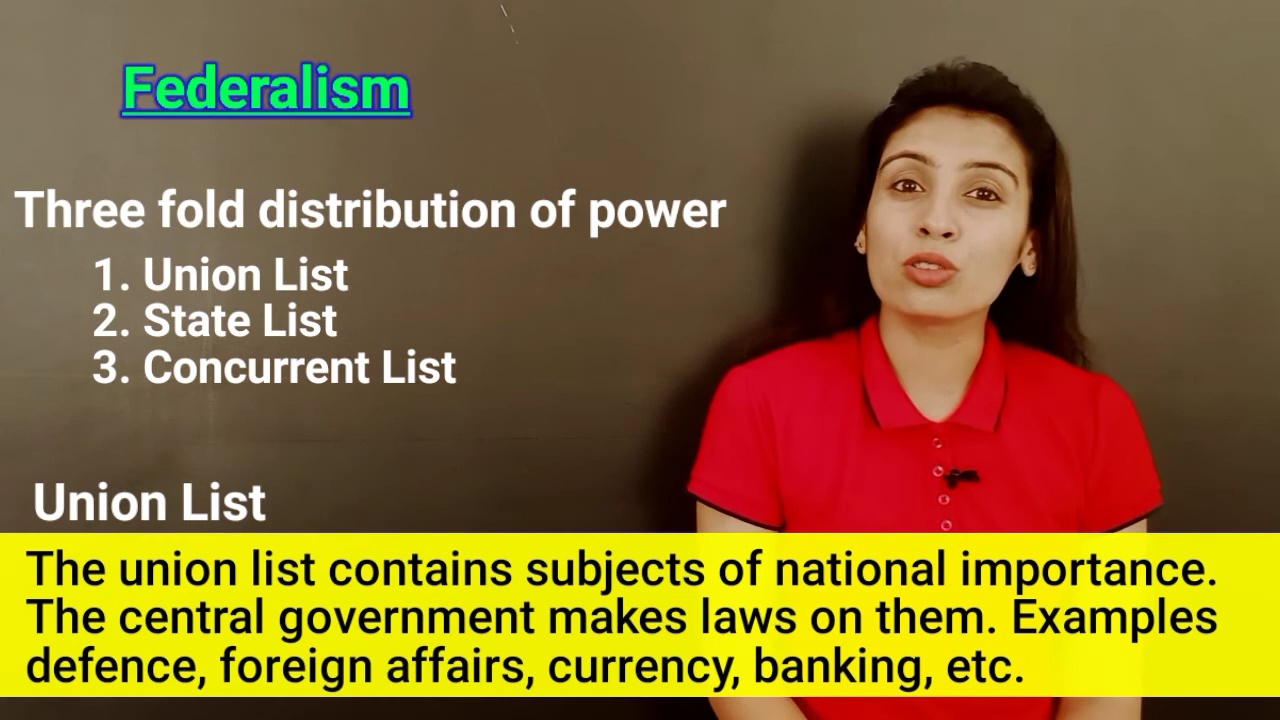 Federalism
Three fold distribution of power
1. Union List
2. State List
3. Concurrent List
Union List
The union list contains subjects of national importance.
The central government makes laws on them. Examples
defence, foreign affairs, currency, banking, etc.